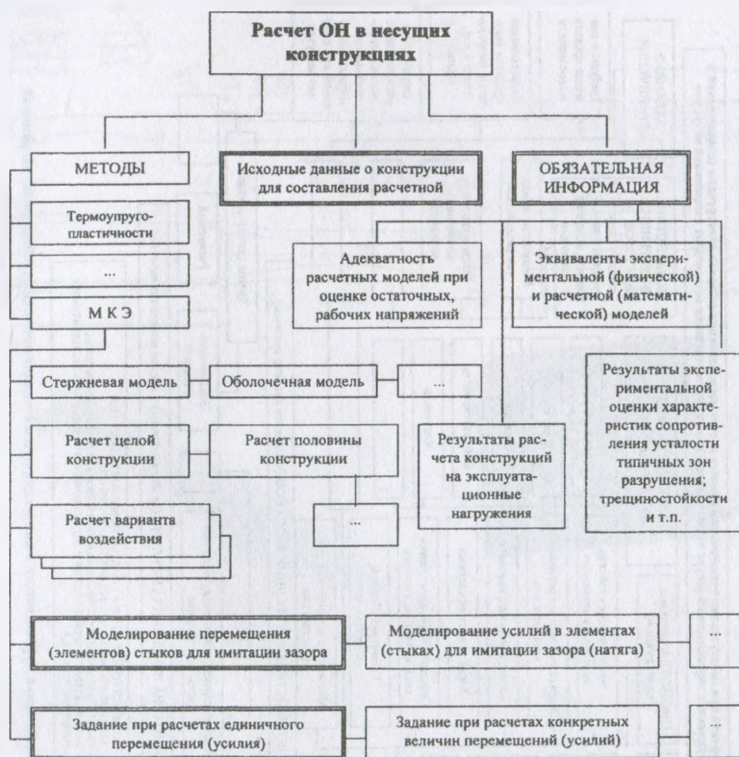 Расчет ОН в несущих
конструкциях
МЕТОДЫ
Исходные данные о конструкции
для составления расчетной
ОБЯЗАТЕЛЬНАЯ
ИНФОРМАЦИЯ
Термоупруго-
пластичности
...
М К Э
Адекватность
расчетных моделей при
оценке остаточных,
рабочих напряжений
Эквиваленты экспери-
ментальной (физической)
и расчетной (математи-
ческой) моделей
Стержневая модель
Оболочечная модель
...
Расчет целой
конструкции
Расчет половины
конструкции
Результаты рас-
чета конструкций
на эксплуата-
ционные
нагружения
Результаты экспе-
риментальной
оценки характе-
ристик сопротив-
ления усталости
типичных зон
разрушения;
трещиностойкости
и т.п.
Расчет варианта
воздействия
...
Моделирование перемещения
(элементов) стыков для имитации зазора
Моделирование усилий в элементах
(стыках) для имитации зазора (натяга)
...
Задание при расчетах единичного
перемещения (усилия)
Задание при расчетах конкретных
величин перемещений (усилий)
...